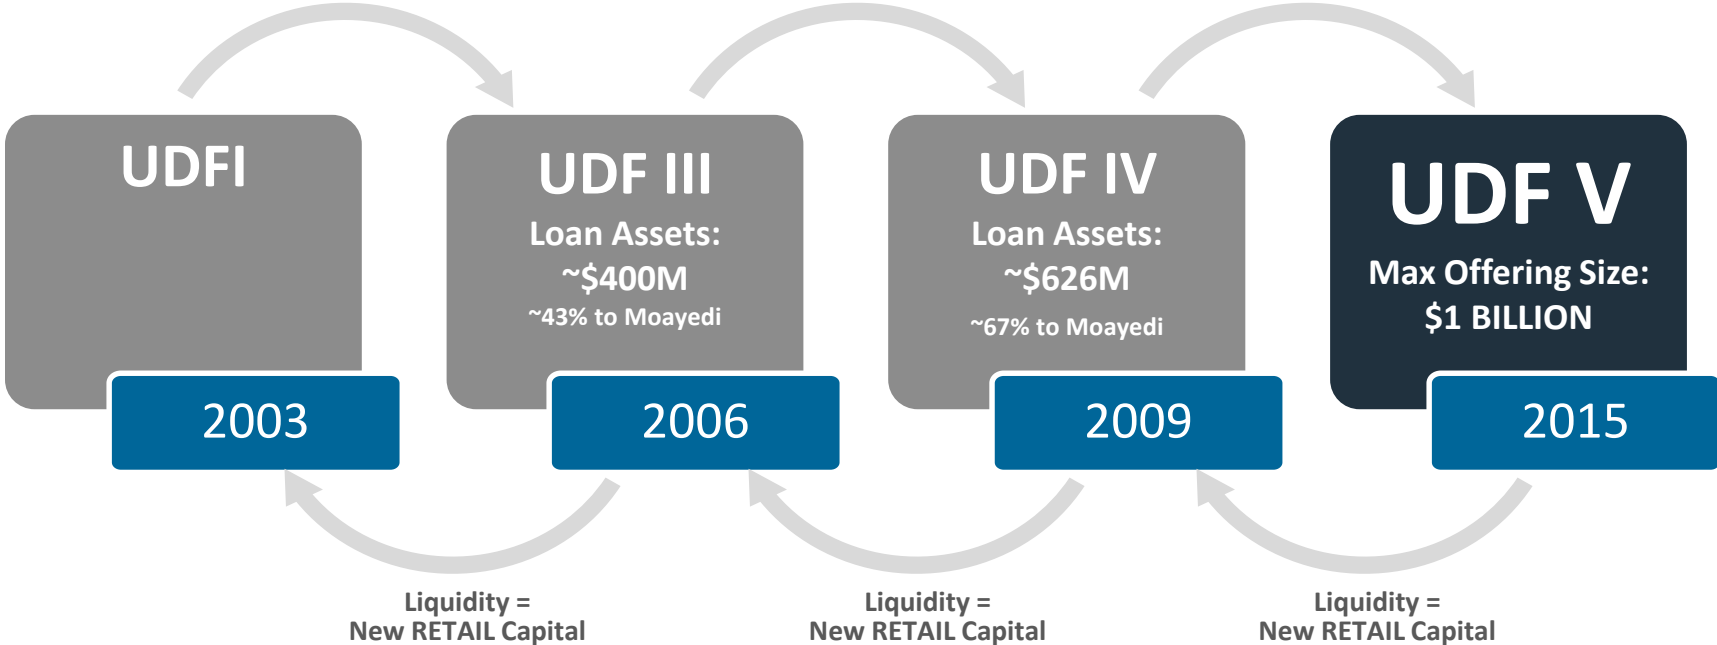 UDFI
2003
UDF III
Loan Assets:
~$400M
~43% to Moayedi
2006
UDF IV
Loan Assets:
~$626M
~67% to Moayedi
2009
UDF V
Max Offering Size:
$1 BILLION
2015
Liquidity =
New RETAIL Capital
Liquidity =
New RETAIL Capital
Liquidity =
New RETAIL Capital